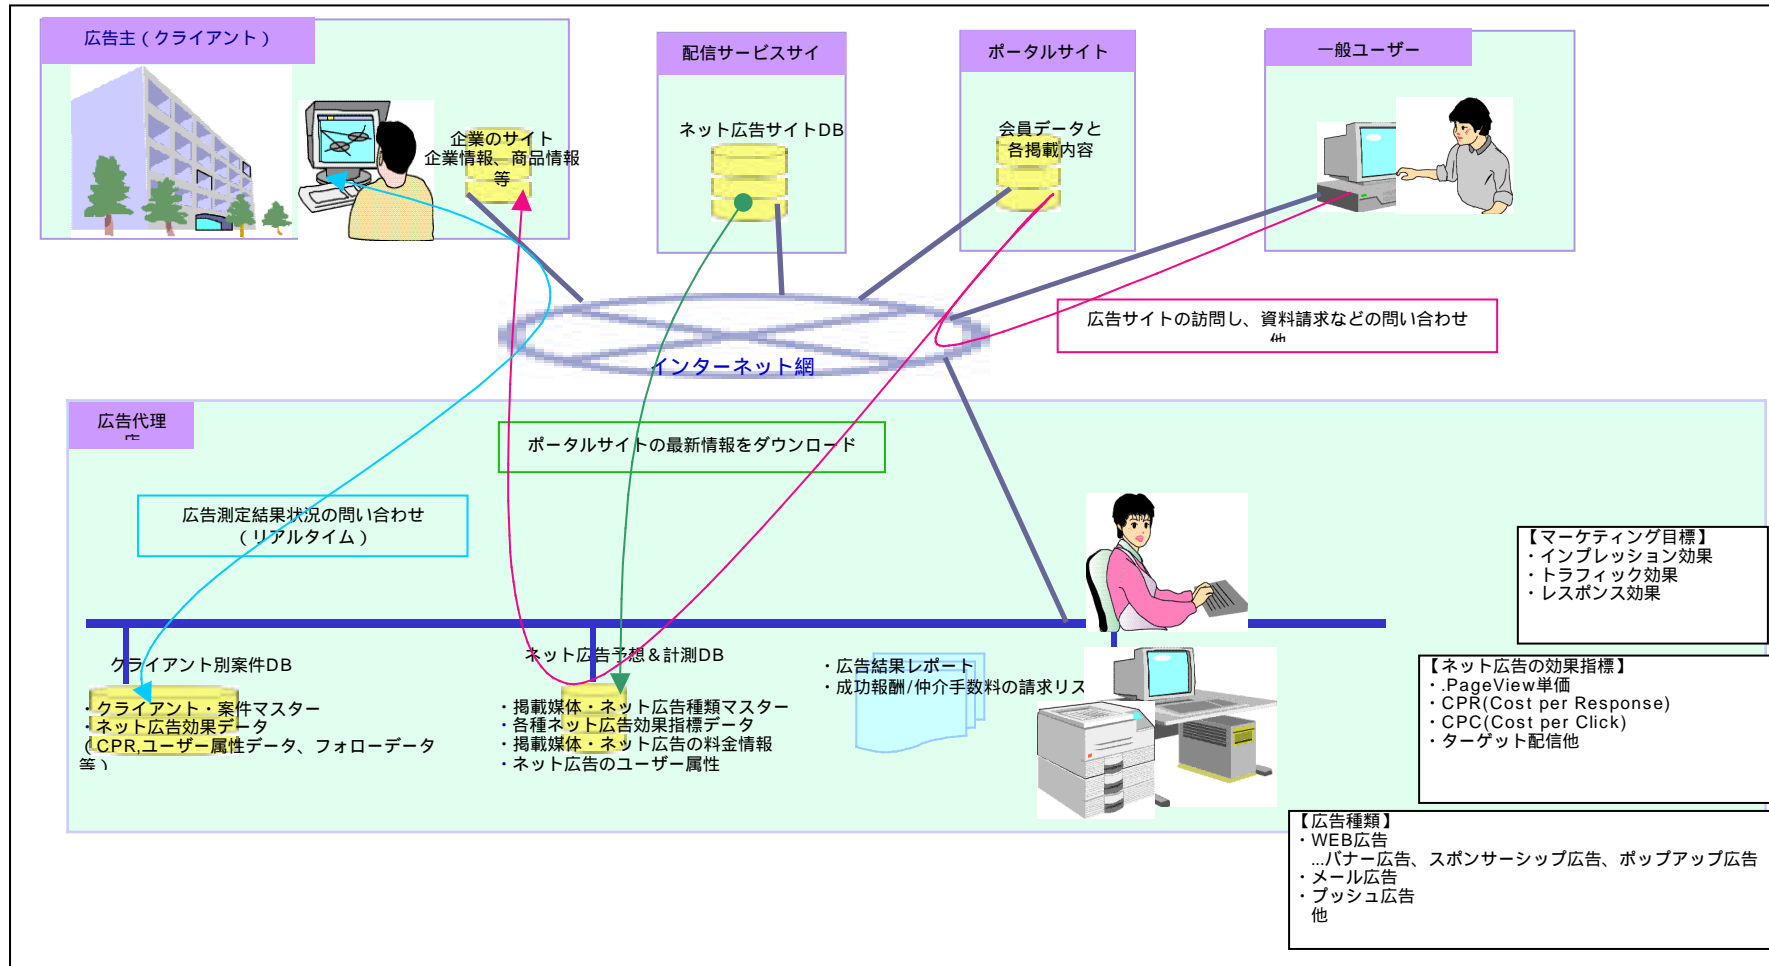 広告主（クライアント）
配信サービスサイ
ポータルサイト
一般ユーザー
企業のサイト
企業情報、商品情報
等
ネット広告サイトDB
会員データと
各掲載内容
広告サイトの訪問し、資料請求などの問い合わせ
他
インターネット網
広告代理
店
ポータルサイトの最新情報をダウンロード
広告測定結果状況の問い合わせ
（リアルタイム）
【マーケティング目標】
・インプレッション効果
・トラフィック効果
・レスポンス効果
クライアント別案件DB
・クライアント・案件マスター
・ネット広告効果データ
（CPR,ユーザー属性データ、フォローデータ
等）
ネット広告予想＆計測DB
・掲載媒体・ネット広告種類マスター
・各種ネット広告効果指標データ
・掲載媒体・ネット広告の料金情報
・ネット広告のユーザー属性
・広告結果レポート
・成功報酬/仲介手数料の請求リス
【ネット広告の効果指標】
・.PageView単価
・CPR(Cost per Response)
・CPC(Cost per Click)
・ターゲット配信他
【広告種類】
・WEB広告
...バナー広告、スポンサーシップ広告、ポップアップ広告
・メール広告
・プッシュ広告
他